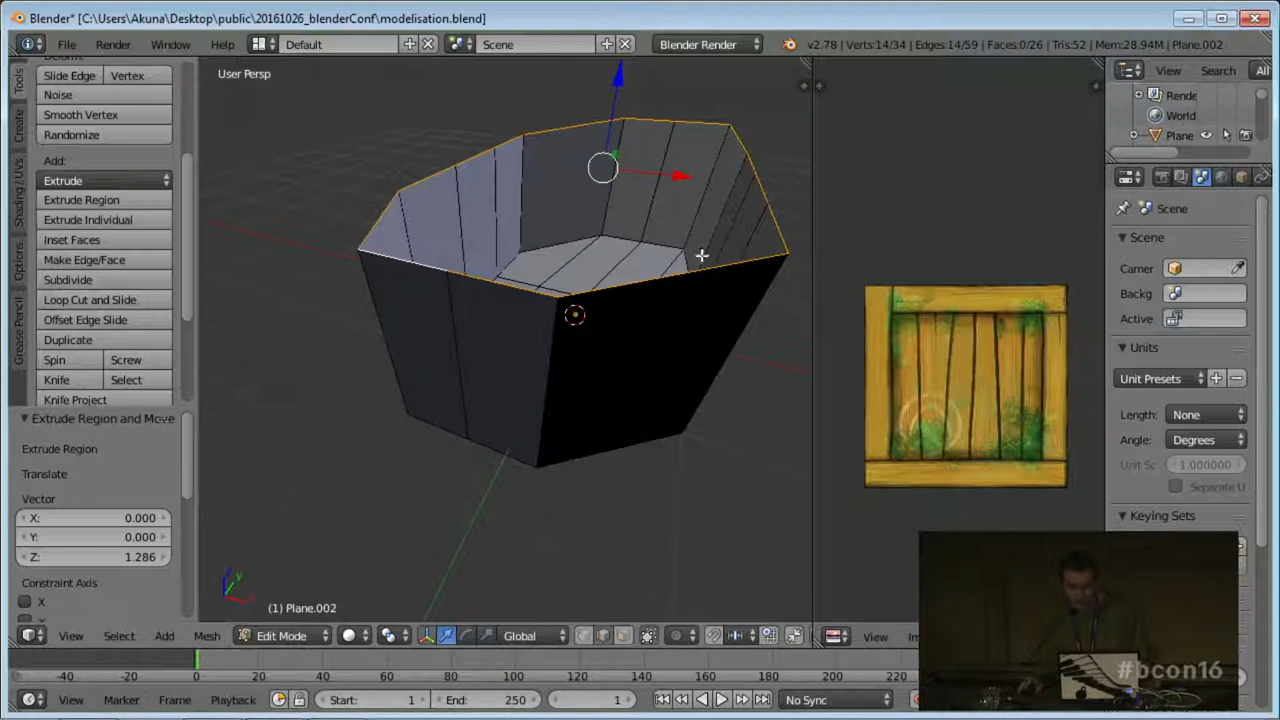 Blender* [C:\Users\Akuna\Desktop\public\20161026_blenderConf\modelisation.blend]
File Render Window Help Default Scene Blender Render v2.78 | Verts:14/34 | Edges:14/59 | Faces:0/26 | Tris:52 | Mem:28.94M | Plane.002
Tools
Create
Shading / UVs
Options
Grease Pencil
Slide Edge Vertex
Noise
Smooth Vertex
Randomize
Add:
Extrude
Extrude Region
Extrude Individual
Inset Faces
Make Edge/Face
Subdivide
Loop Cut and Slide
Offset Edge Slide
Duplicate
Spin Screw
Knife Select
Knife Project
Extrude Region and Move
Extrude Region
Translate
Vector
X: 0.000
Y: 0.000
Z: 1.286
Constraint Axis
X
User Persp
(1) Plane.002
View Select Add Mesh Edit Mode Global
View
View Search All
Rende
World
Plane
Scene
Scene
Camer
Backg
Active
Units
Unit Presets
Length: None
Angle: Degrees
Unit Sc 1.000000
Separate U
Keying Sets
-40 -20 0 20 40 60 80 100 120 140 160 180 200 220
View Marker Frame Playback Start: 1 End: 250 1 No Sync
#bcon16